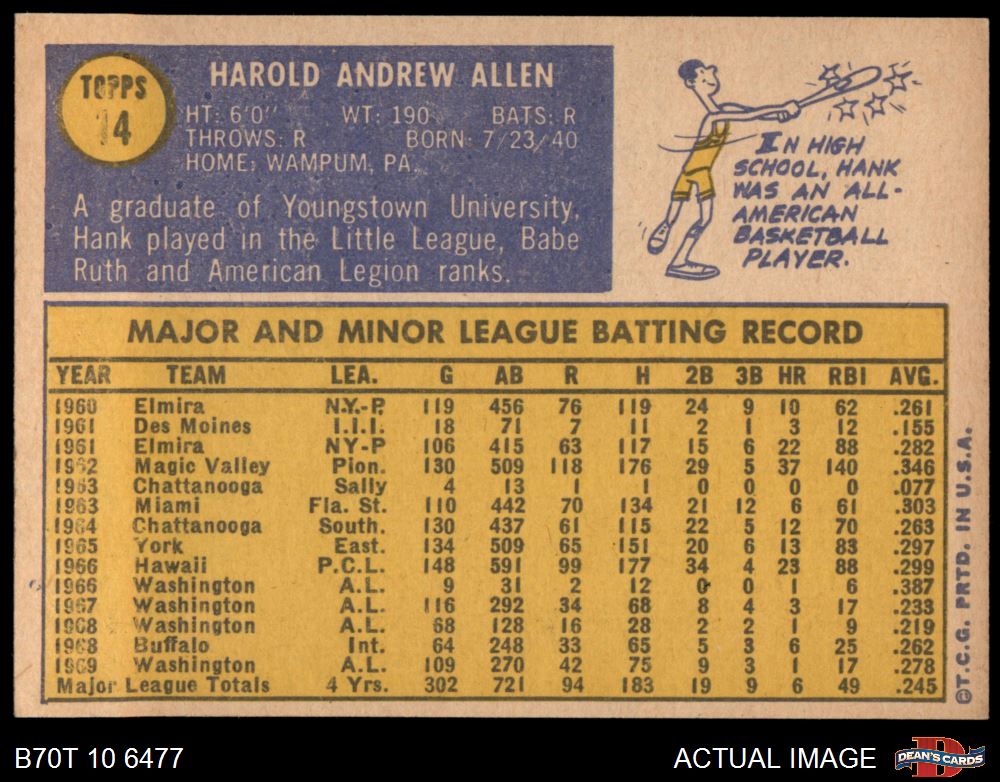 TOPPS
14
HAROLD ANDREW ALLEN
HT: 6'0" WT: 190 BATS: R
THROWS: R BORN: 7/23/40
HOME: WAMPUM, PA.
A graduate of Youngstown University,
Hank played in the Little League, Babe
Ruth and American Legion ranks.
IN HIGH
SCHOOL, HANK
WAS AN ALL-
AMERICAN
BASKETBALL
PLAYER.
MAJOR AND MINOR LEAGUE BATTING RECORD
YEAR TEAM LEA. G AB R H 2B 3B HR RBI AVG.
1960 Elmira N.Y.-P. 119 456 76 119 24 9 10 62 .261
1961 Des Moines I.I.I. 18 71 7 11 2 1 3 12 .155
1961 Elmira NY-P 106 415 63 117 15 6 22 88 .282
1962 Magic Valley Pion. 130 509 118 176 29 5 37 140 .346
1963 Chattanooga Sally 4 13 1 1 0 0 0 0 .077
1963 Miami Fla. St. 110 442 70 134 21 12 6 61 .303
1964 Chattanooga South. 130 437 61 115 22 5 12 70 .263
1965 York East. 134 509 65 151 20 6 13 83 .297
1966 Hawaii P.C.L. 148 591 99 177 34 4 23 88 .299
1966 Washington A.L. 9 31 2 12 0 0 1 6 .387
1967 Washington A.L. 116 292 34 68 8 4 3 17 .233
1968 Washington A.L. 68 128 16 28 2 2 1 9 .219
1968 Buffalo Int. 64 248 33 65 5 3 6 25 .262
1969 Washington A.L. 109 270 42 75 9 3 1 17 .278
Major League Totals 4 Yrs. 302 721 94 183 19 9 6 49 .245
©T.C.G. PRTD. IN U.S.A.
B70T 10 6477
ACTUAL IMAGE
D
DEAN'S CARDS